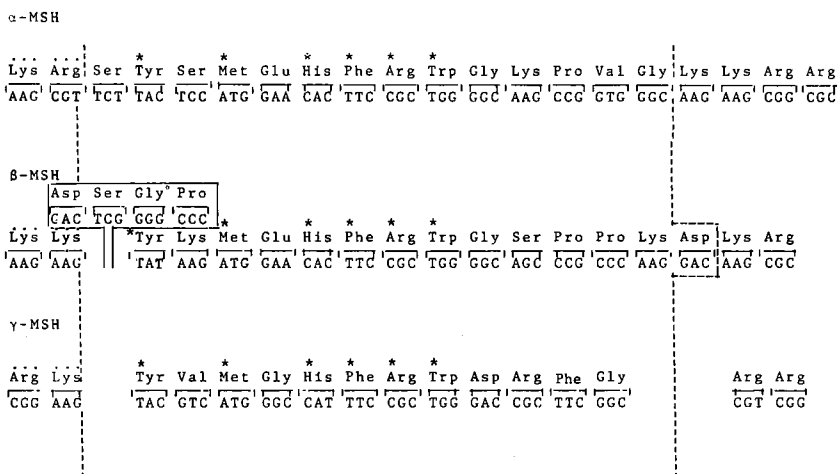 α-MSH
* * * * * *
Lys Arg Ser Tyr Ser Met Glu His Phe Arg Trp Gly Lys Pro Val Gly Lys Lys Arg Arg
AAG CGT TCT TAC TCC ATG GAA CAC TTC CGC TGG GGC AAG CCG GTG GGC AAG AAG CGG CGC
β-MSH
Asp Ser Gly Pro
GAC TCG GGG CCC
* * * * * *
Lys Lys Tyr Lys Met Glu His Phe Arg Trp Gly Ser Pro Pro Lys Asp Lys Arg
AAG AAG TAT AAG ATG GAA CAC TTC CGC TGG GGC AGC CCG CCC AAG GAC AAG CGC
γ-MSH
* * * * * *
Arg Lys Tyr Val Met Gly His Phe Arg Trp Asp Arg Phe Gly Arg Arg
CGG AAG TAC GTC ATG GGC CAT TTC CGC TGG GAC CGC TTC GGC CGT CGG